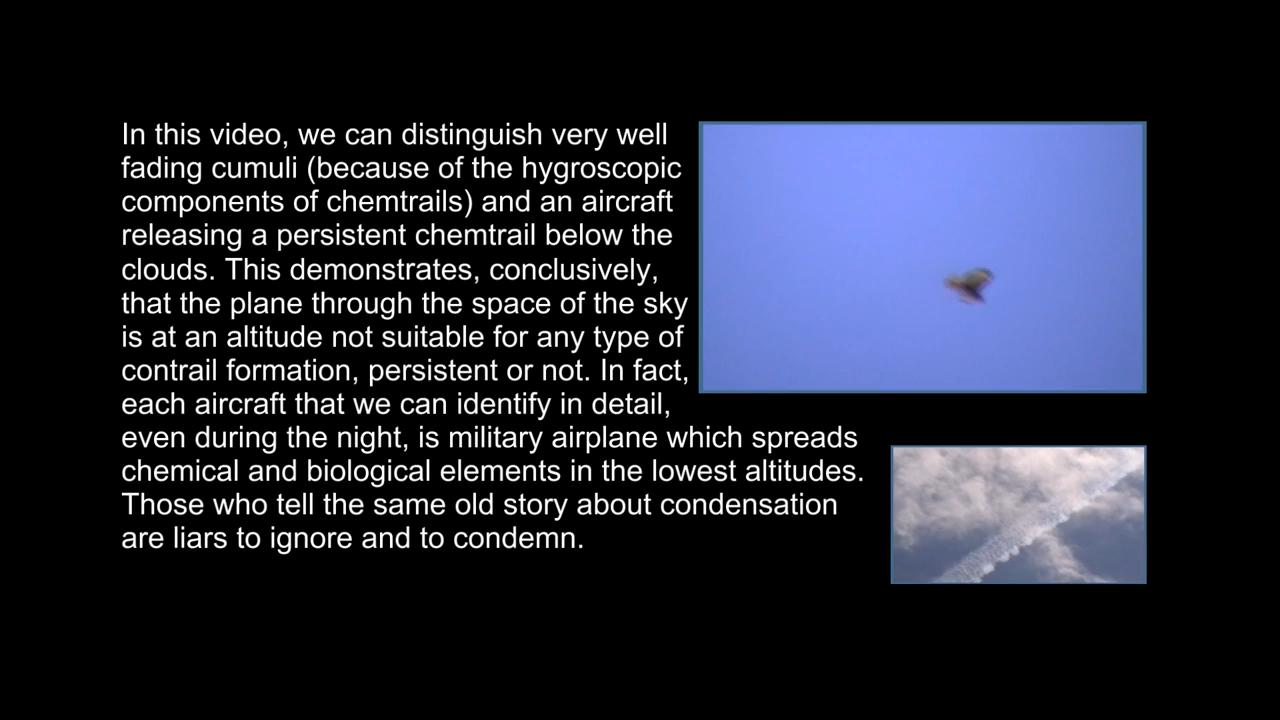 In this video, we can distinguish very well
fading cumuli (because of the hygroscopic
components of chemtrails) and an aircraft
releasing a persistent chemtrail below the
clouds. This demonstrates, conclusively,
that the plane through the space of the sky
is at an altitude not suitable for any type of
contrail formation, persistent or not. In fact,
each aircraft that we can identify in detail,
even during the night, is military airplane which spreads
chemical and biological elements in the lowest altitudes.
Those who tell the same old story about condensation
are liars to ignore and to condemn.